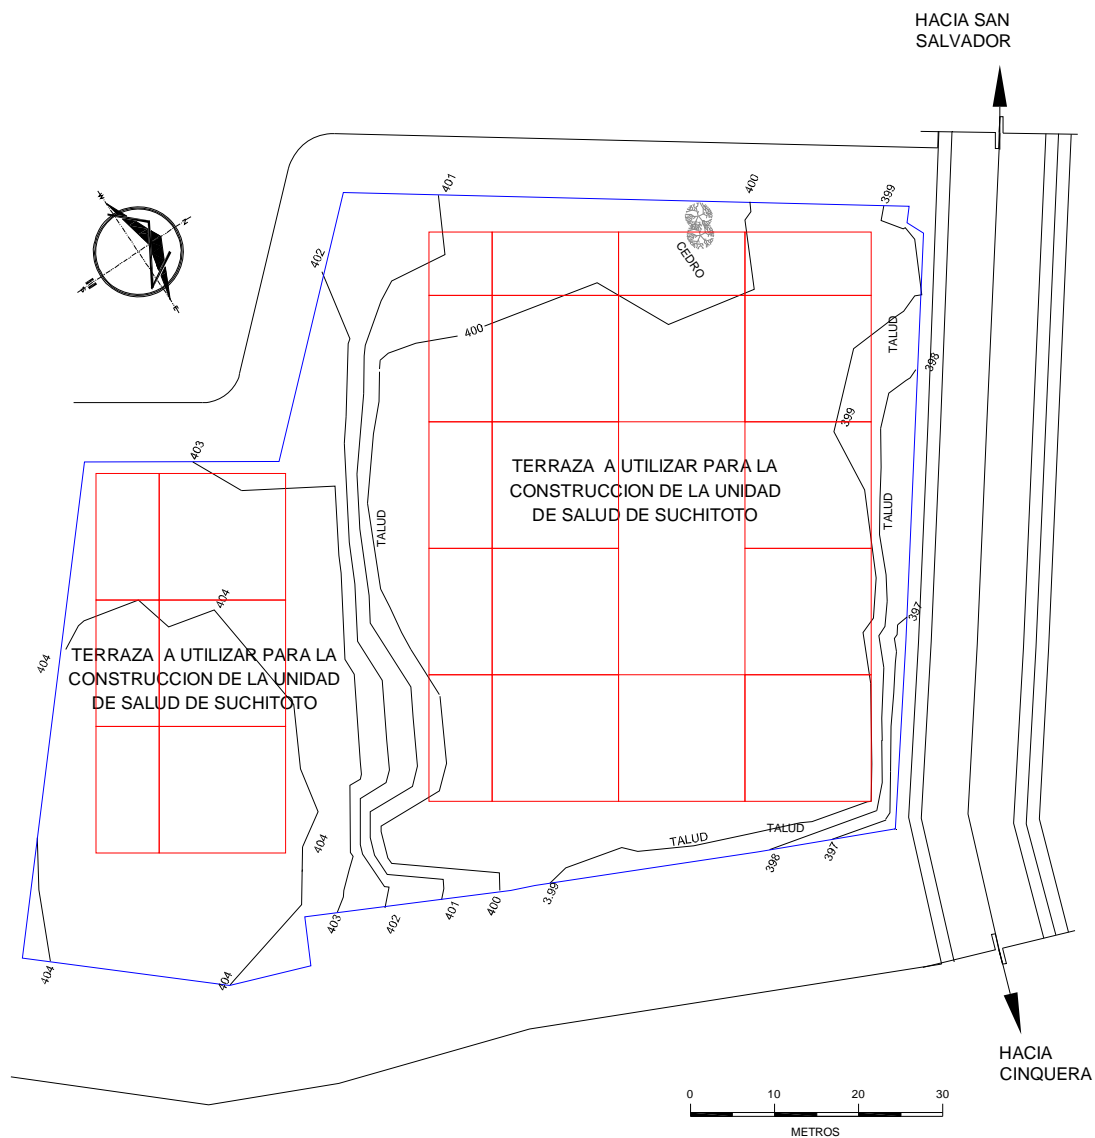 HACIA SAN
SALVADOR
401
400
399
402
CEDRO
400
TALUD
398
399
403
TERRAZA A UTILIZAR PARA LA
CONSTRUCCION DE LA UNIDAD
DE SALUD DE SUCHITOTO
TALUD
TALUD
404
397
404
TERRAZA A UTILIZAR PARA LA
CONSTRUCCION DE LA UNIDAD
DE SALUD DE SUCHITOTO
404
TALUD
TALUD
398
397
3.99
400
401
402
403
404
404
HACIA
CINQUERA
0 10 20 30
METROS